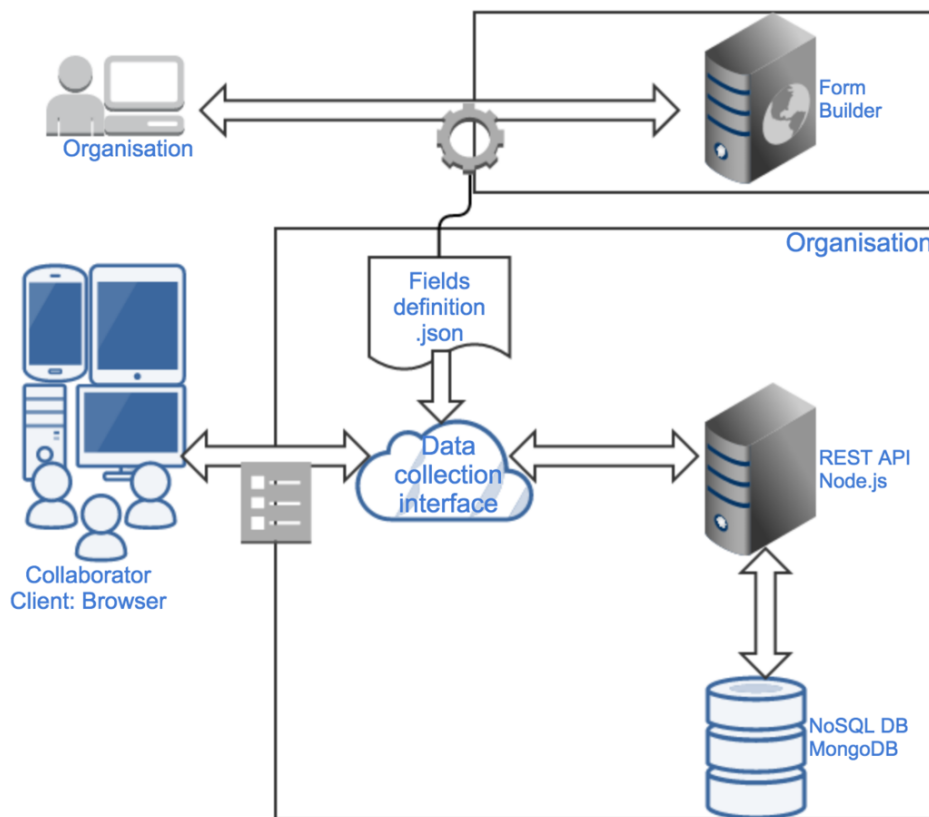 Form
Builder
Organisation
Organisation
Fields
definition
.json
Data
collection
interface
REST API
Node.js
Collaborator
Client: Browser
NoSQL DB
MongoDB